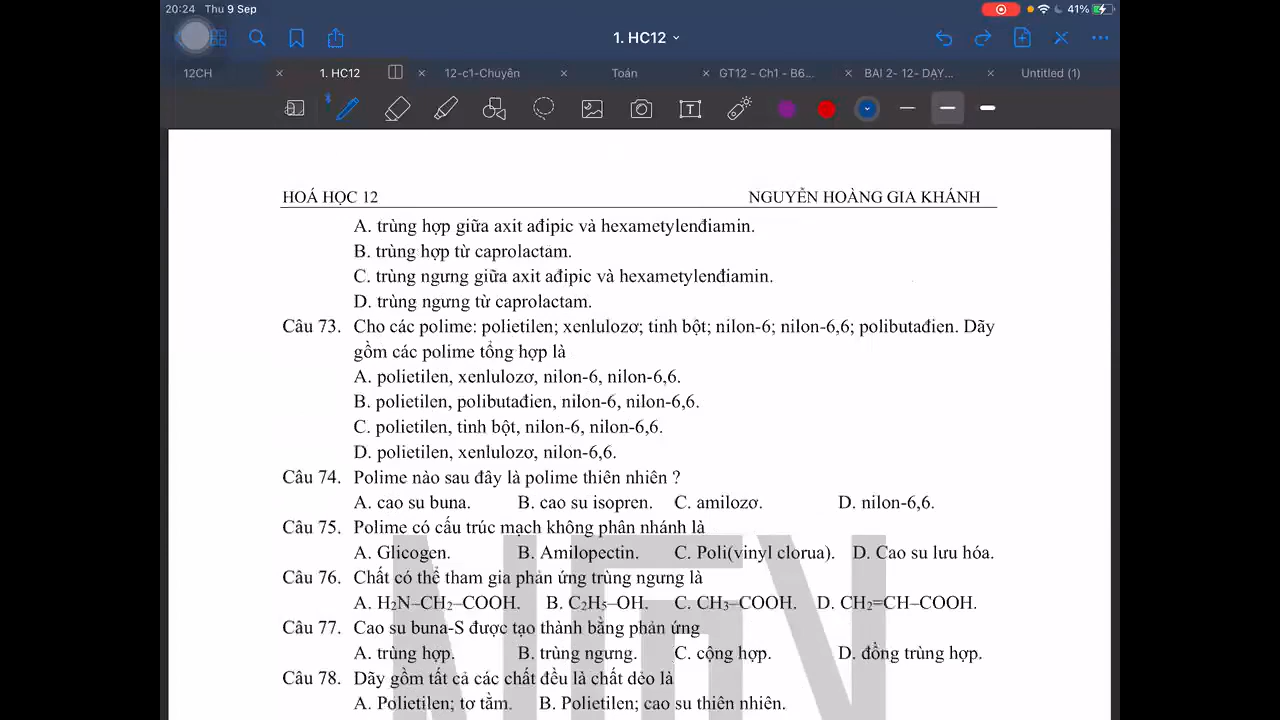 20:24 Thu 9 Sep 41%
1. HC12
12CH 1. HC12 12-c1-Chuyên Toán GT12 - Ch1 - B6... BAI 2- 12- DẠY... Untitled (1)
HOÁ HỌC 12 NGUYỄN HOÀNG GIA KHÁNH
A. trùng hợp giữa axit ađipic và hexametylenđiamin.
B. trùng hợp từ caprolactam.
C. trùng ngưng giữa axit ađipic và hexametylenđiamin.
D. trùng ngưng từ caprolactam.
Câu 73. Cho các polime: polietilen; xenlulozơ; tinh bột; nilon-6; nilon-6,6; polibutađien. Dãy
gồm các polime tổng hợp là
A. polietilen, xenlulozơ, nilon-6, nilon-6,6.
B. polietilen, polibutađien, nilon-6, nilon-6,6.
C. polietilen, tinh bột, nilon-6, nilon-6,6.
D. polietilen, xenlulozơ, nilon-6,6.
Câu 74. Polime nào sau đây là polime thiên nhiên ?
A. cao su buna. B. cao su isopren. C. amilozơ. D. nilon-6,6.
Câu 75. Polime có cấu trúc mạch không phân nhánh là
A. Glicogen. B. Amilopectin. C. Poli(vinyl clorua). D. Cao su lưu hóa.
Câu 76. Chất có thể tham gia phản ứng trùng ngưng là
A. H₂N–CH₂–COOH. B. C₂H₅–OH. C. CH₃–COOH. D. CH₂=CH–COOH.
Câu 77. Cao su buna-S được tạo thành bằng phản ứng
A. trùng hợp. B. trùng ngưng. C. cộng hợp. D. đồng trùng hợp.
Câu 78. Dãy gồm tất cả các chất đều là chất dẻo là
A. Polietilen; tơ tằm. B. Polietilen; cao su thiên nhiên.